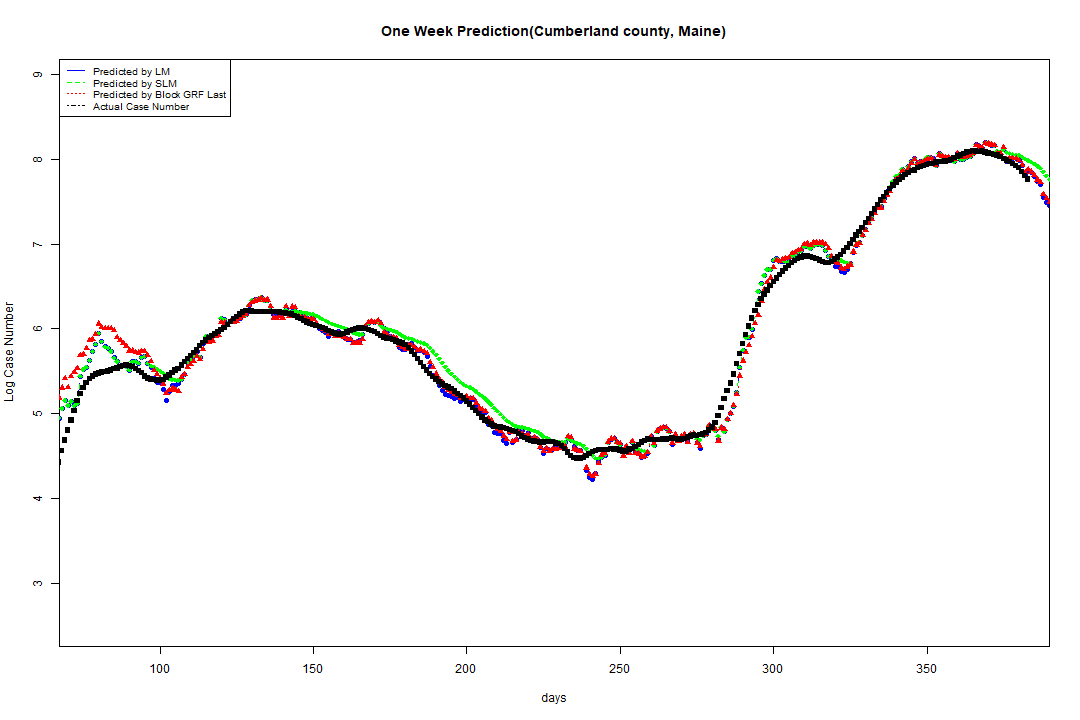 One Week Prediction(Cumberland county, Maine)
Predicted by LM
Predicted by SLM
Predicted by Block GRF Last
Actual Case Number
9
8
7
6
5
4
3
Log Case Number
100 150 200 250 300 350
days